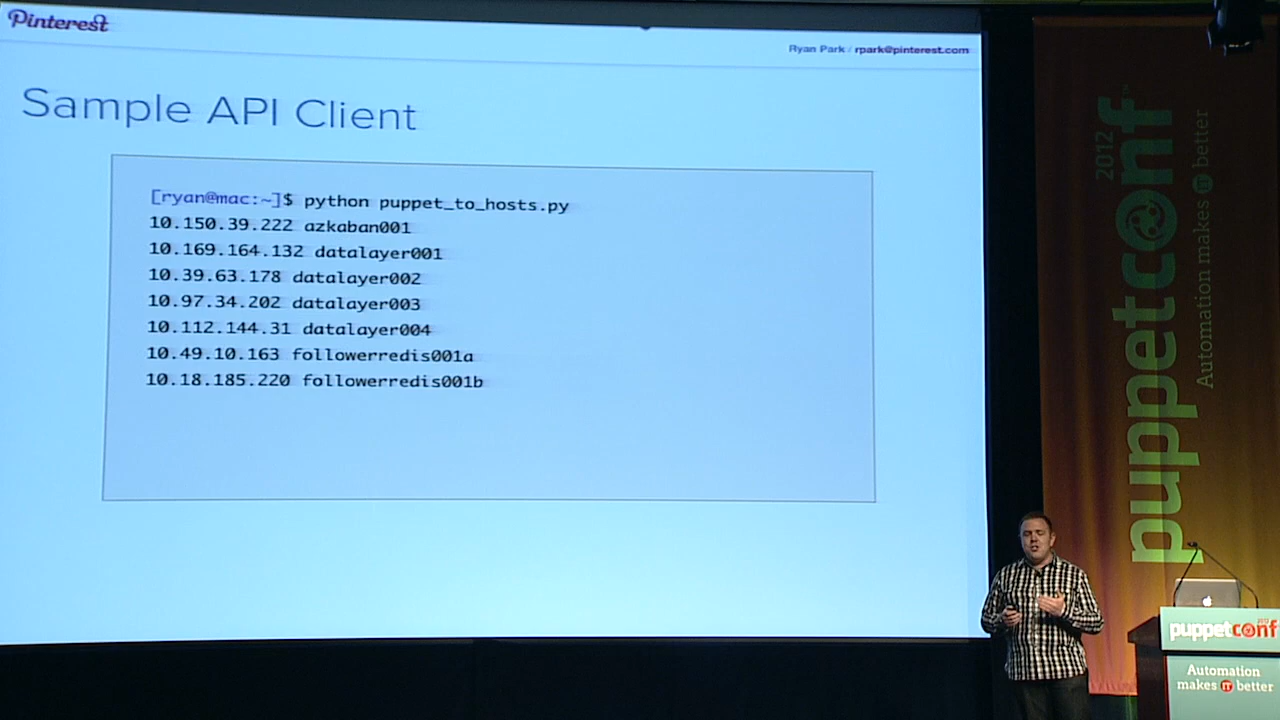 Pinterest
Ryan Park / rpark@pinterest.com
Sample API Client
[ryan@mac:~]$ python puppet_to_hosts.py
10.150.39.222 azkaban001
10.169.164.132 datalayer001
10.39.63.178 datalayer002
10.97.34.202 datalayer003
10.112.144.31 datalayer004
10.49.10.163 followerredis001a
10.18.185.220 followerredis001b
puppetconf™
2012
Automation makes IT better
puppetconf
2012
Automation
makes IT better